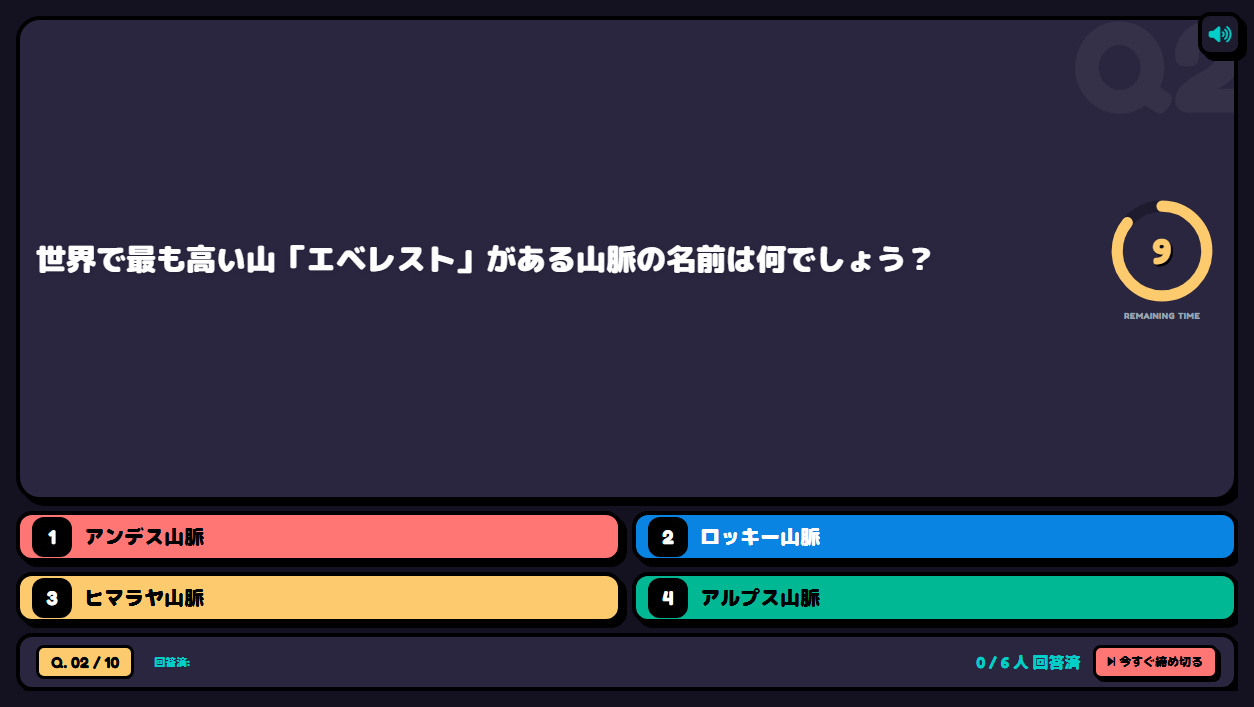 Q2
世界で最も高い山「エベレスト」がある山脈の名前は何でしょう？
9
REMAINING TIME
1 アンデス山脈
2 ロッキー山脈
3 ヒマラヤ山脈
4 アルプス山脈
Q. 02 / 10 回答済: 0 / 6 人 回答済 今すぐ締め切る